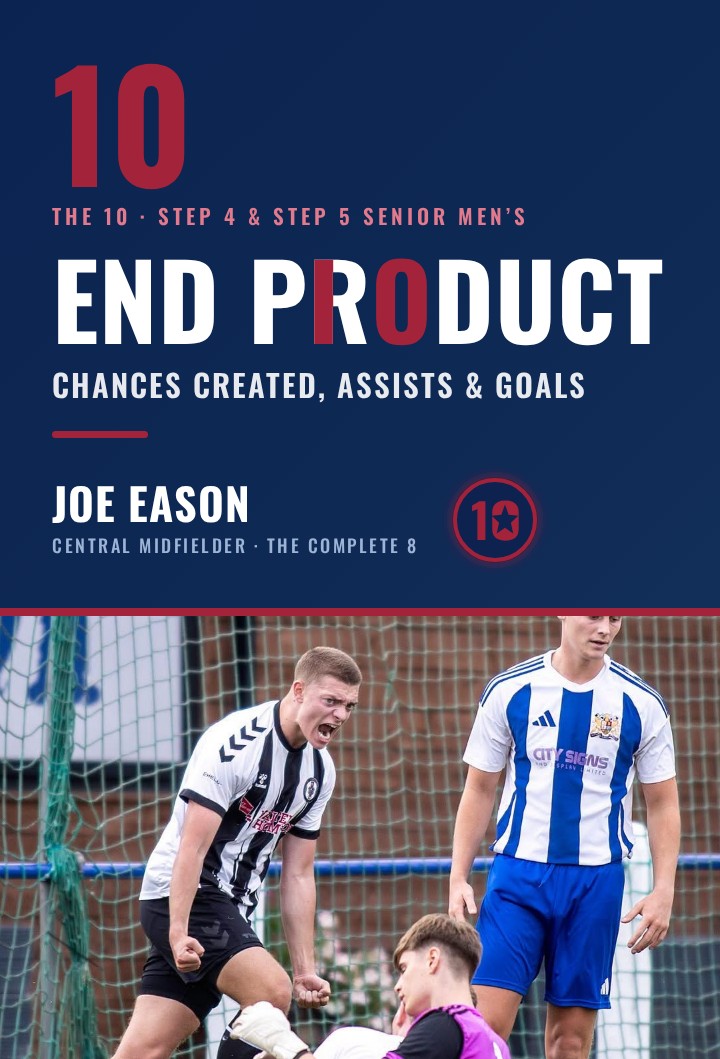 10
THE 10 · STEP 4 & STEP 5 SENIOR MEN’S
END PRODUCT
CHANCES CREATED, ASSISTS & GOALS
JOE EASON
CENTRAL MIDFIELDER · THE COMPLETE 8
10
CITY SIGNS